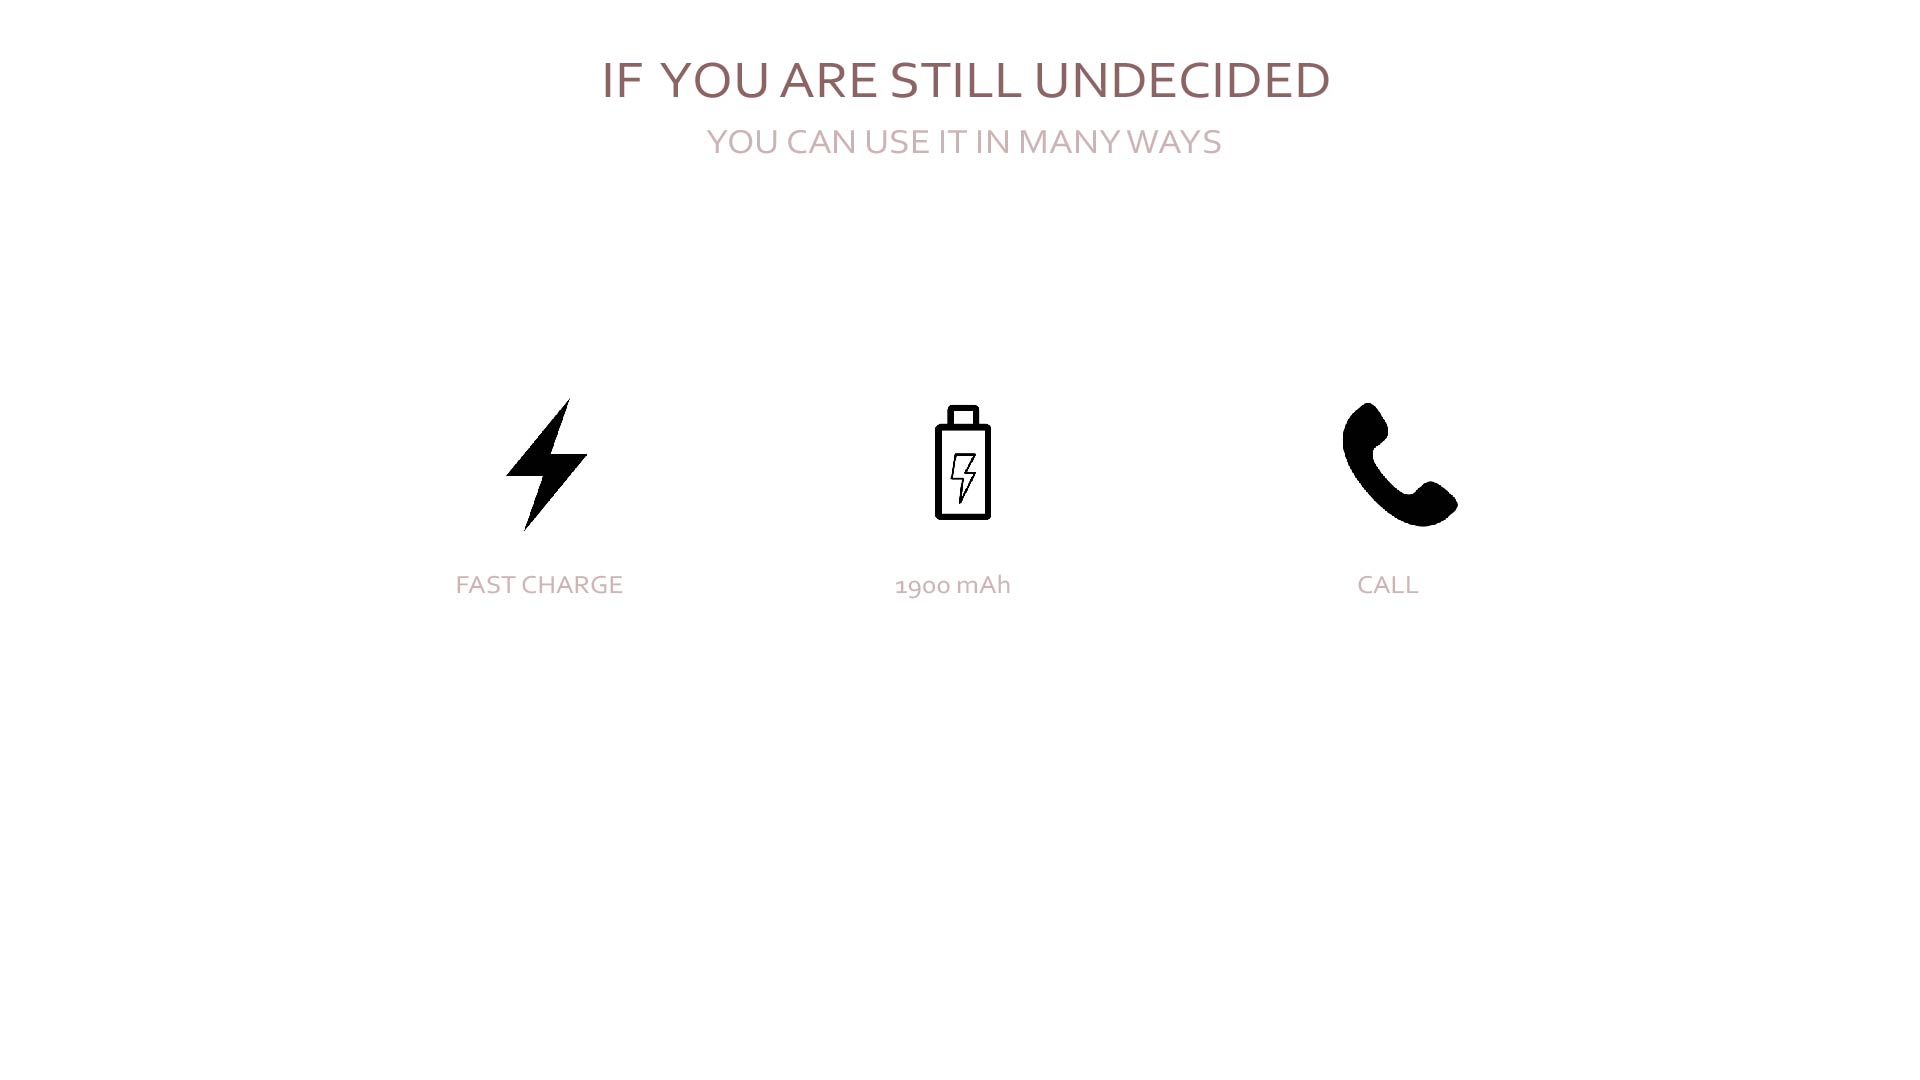 IF YOU ARE STILL UNDECIDED
YOU CAN USE IT IN MANY WAYS
FAST CHARGE
1900 mAh
CALL